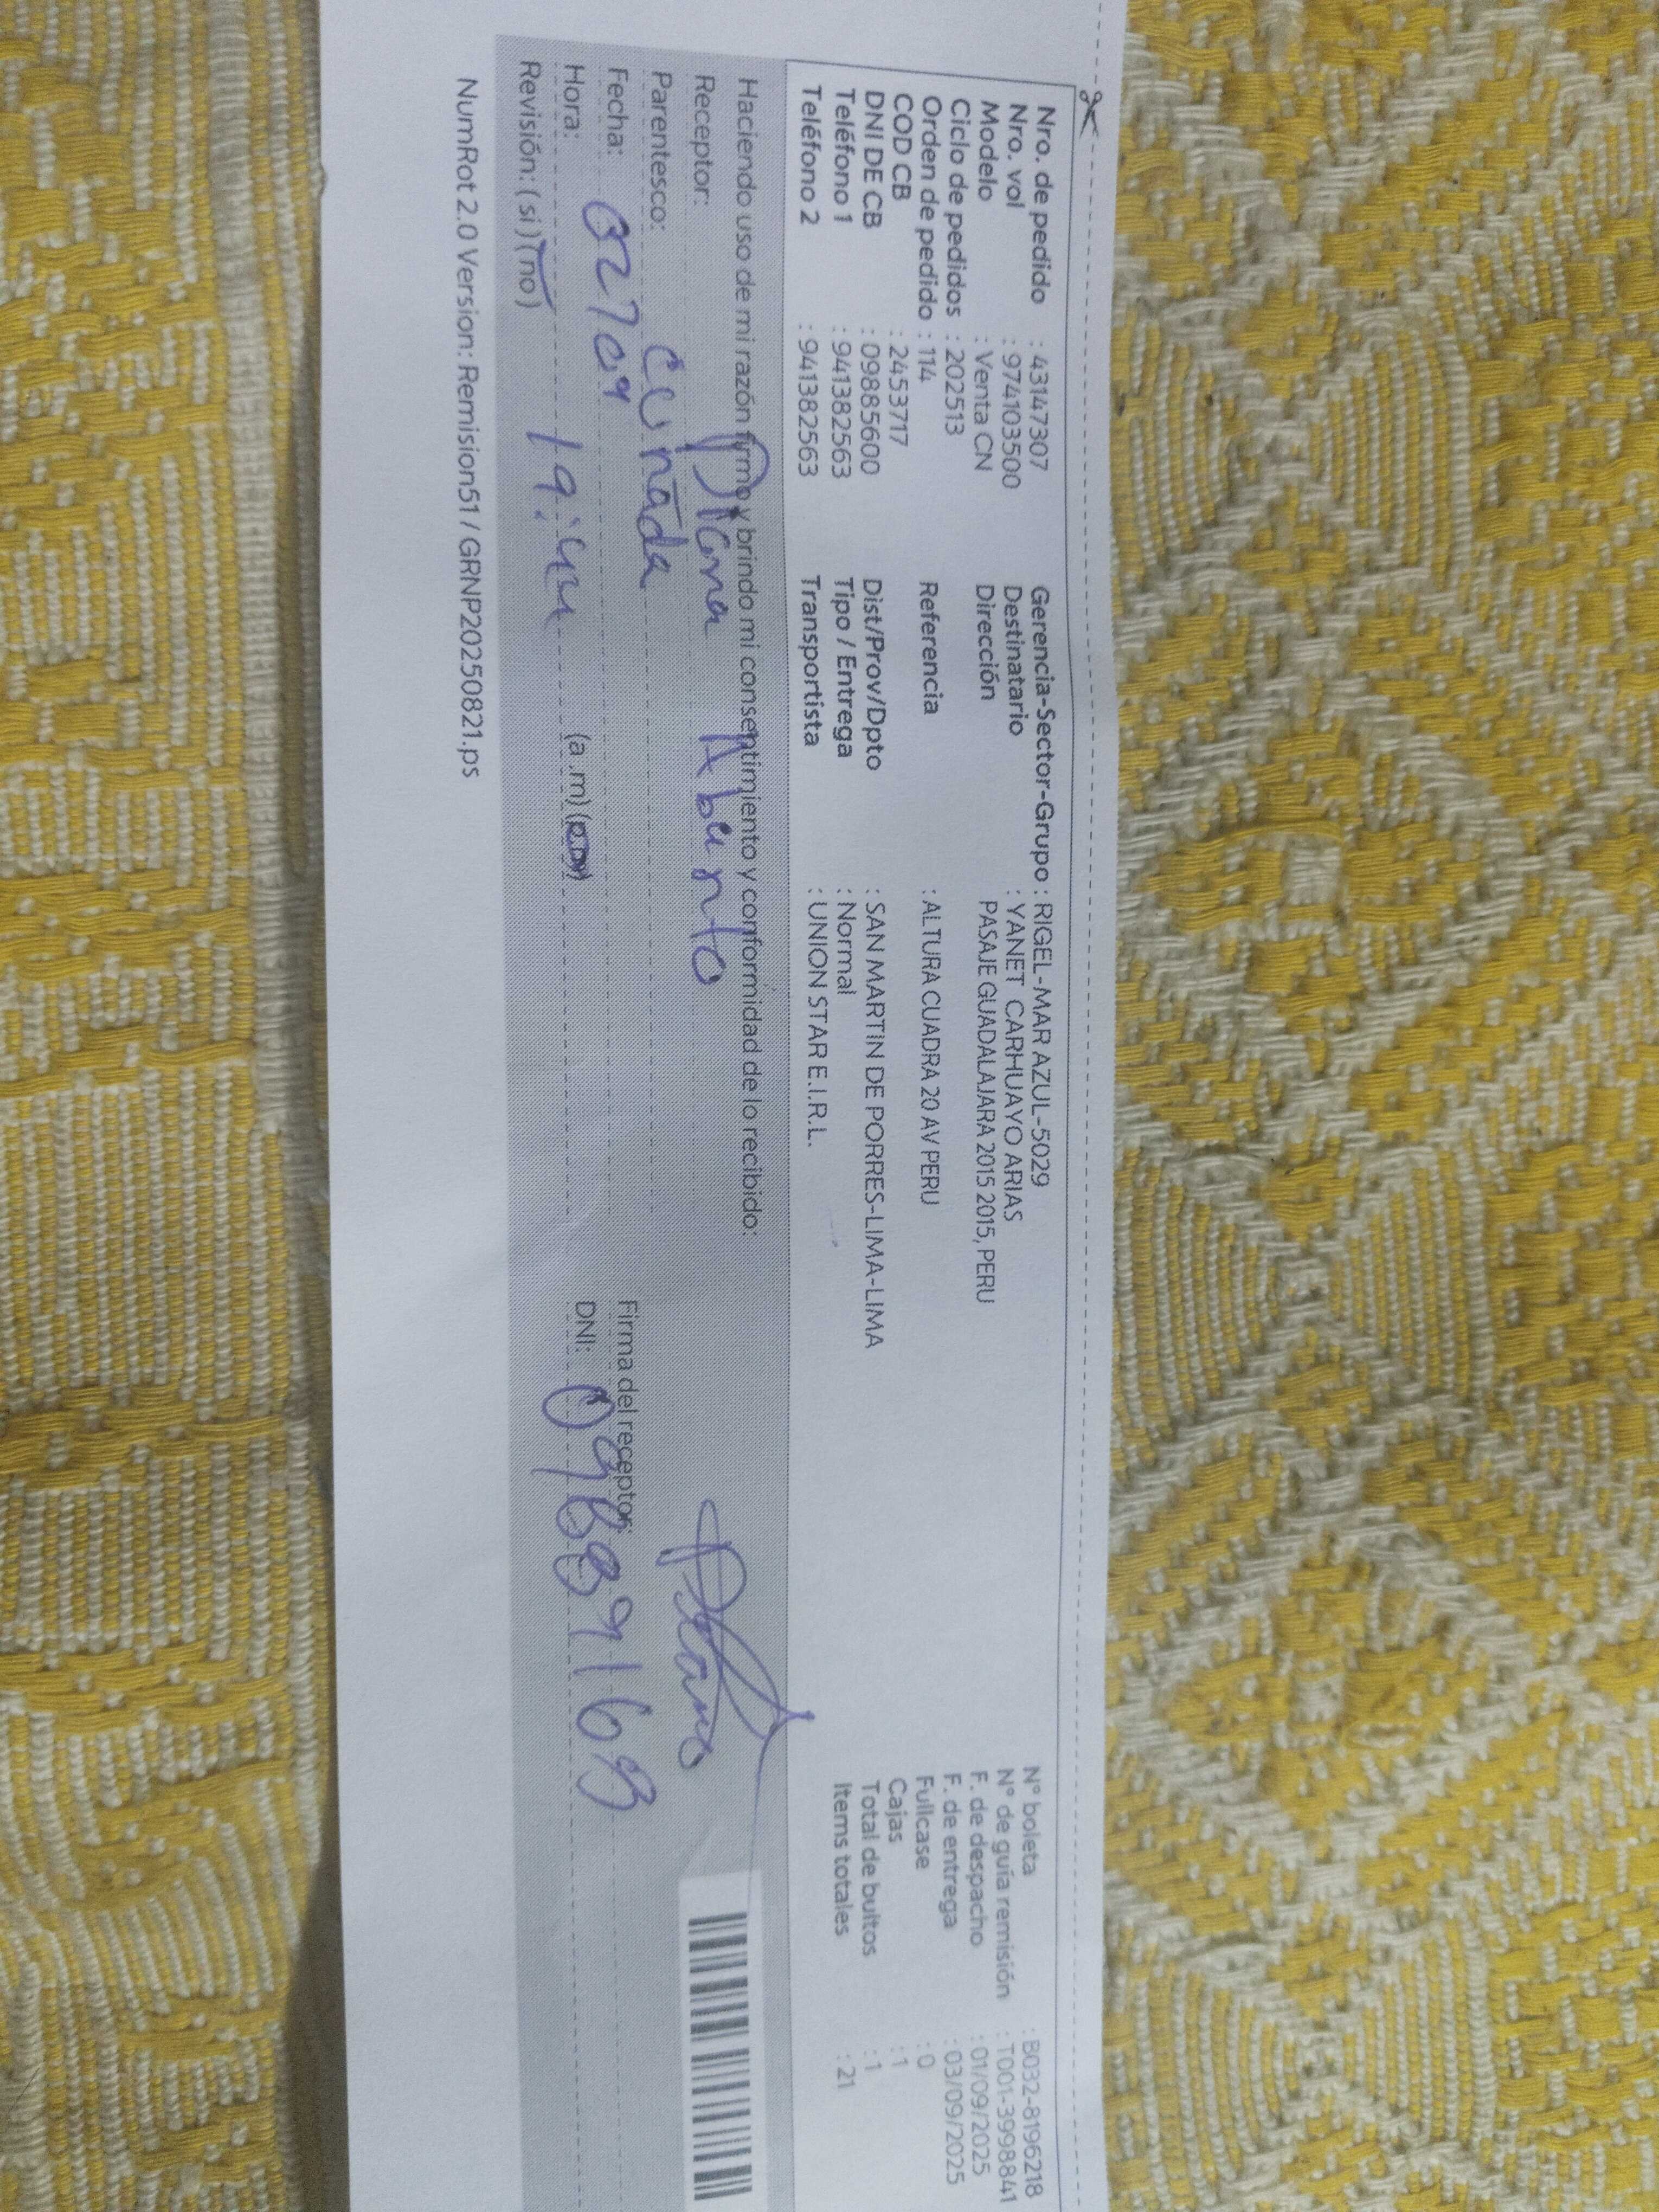 Nro. de pedido : 43147307
Nro. vol : 974103500
Modelo : Venta CN
Ciclo de pedidos : 202513
Orden de pedido : 114
COD CB : 2453717
DNI DE CB : 09885600
Teléfono 1 : 941382563
Teléfono 2 : 941382563
Gerencia-Sector-Grupo : RIGEL-MAR AZUL-5029
Destinatario : YANET CARHUAYO ARIAS
Dirección PASAJE GUADALAJARA 2015 2015, PERU
Referencia : ALTURA CUADRA 20 AV PERU
Dist/Prov/Dpto : SAN MARTIN DE PORRES-LIMA-LIMA
Tipo / Entrega : Normal
Transportista : UNION STAR E.I.R.L.
N° boleta : B032-8196218
N° de guía remisión : T001-3998841
F. de despacho : 01/09/2025
F. de entrega : 03/09/2025
Fullcase : 0
Cajas : 1
Total de bultos : 1
Items totales : 21
Haciendo uso de mi razón firmo y brindo mi consentimiento y conformidad de lo recibido:
Receptor: Diana Abunto
Parentesco: cuñada
Fecha:
Hora: (a.m) (p.m)
Revisión: (si) (no)
Firma del receptor:
DNI: 09889168
NumRot 2.0 Version: Remision51 / GRNP20250821.ps